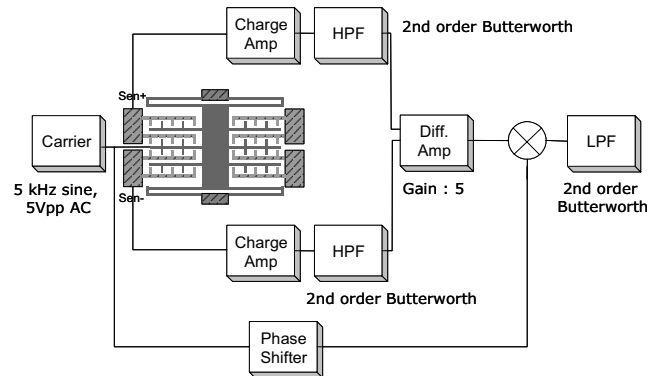 Charge
Amp
HPF
2nd order Butterworth
Sen+
Carrier
5 kHz sine,
5Vpp AC
Sen-
Diff.
Amp
Gain : 5
LPF
2nd order
Butterworth
Charge
Amp
HPF
2nd order Butterworth
Phase
Shifter